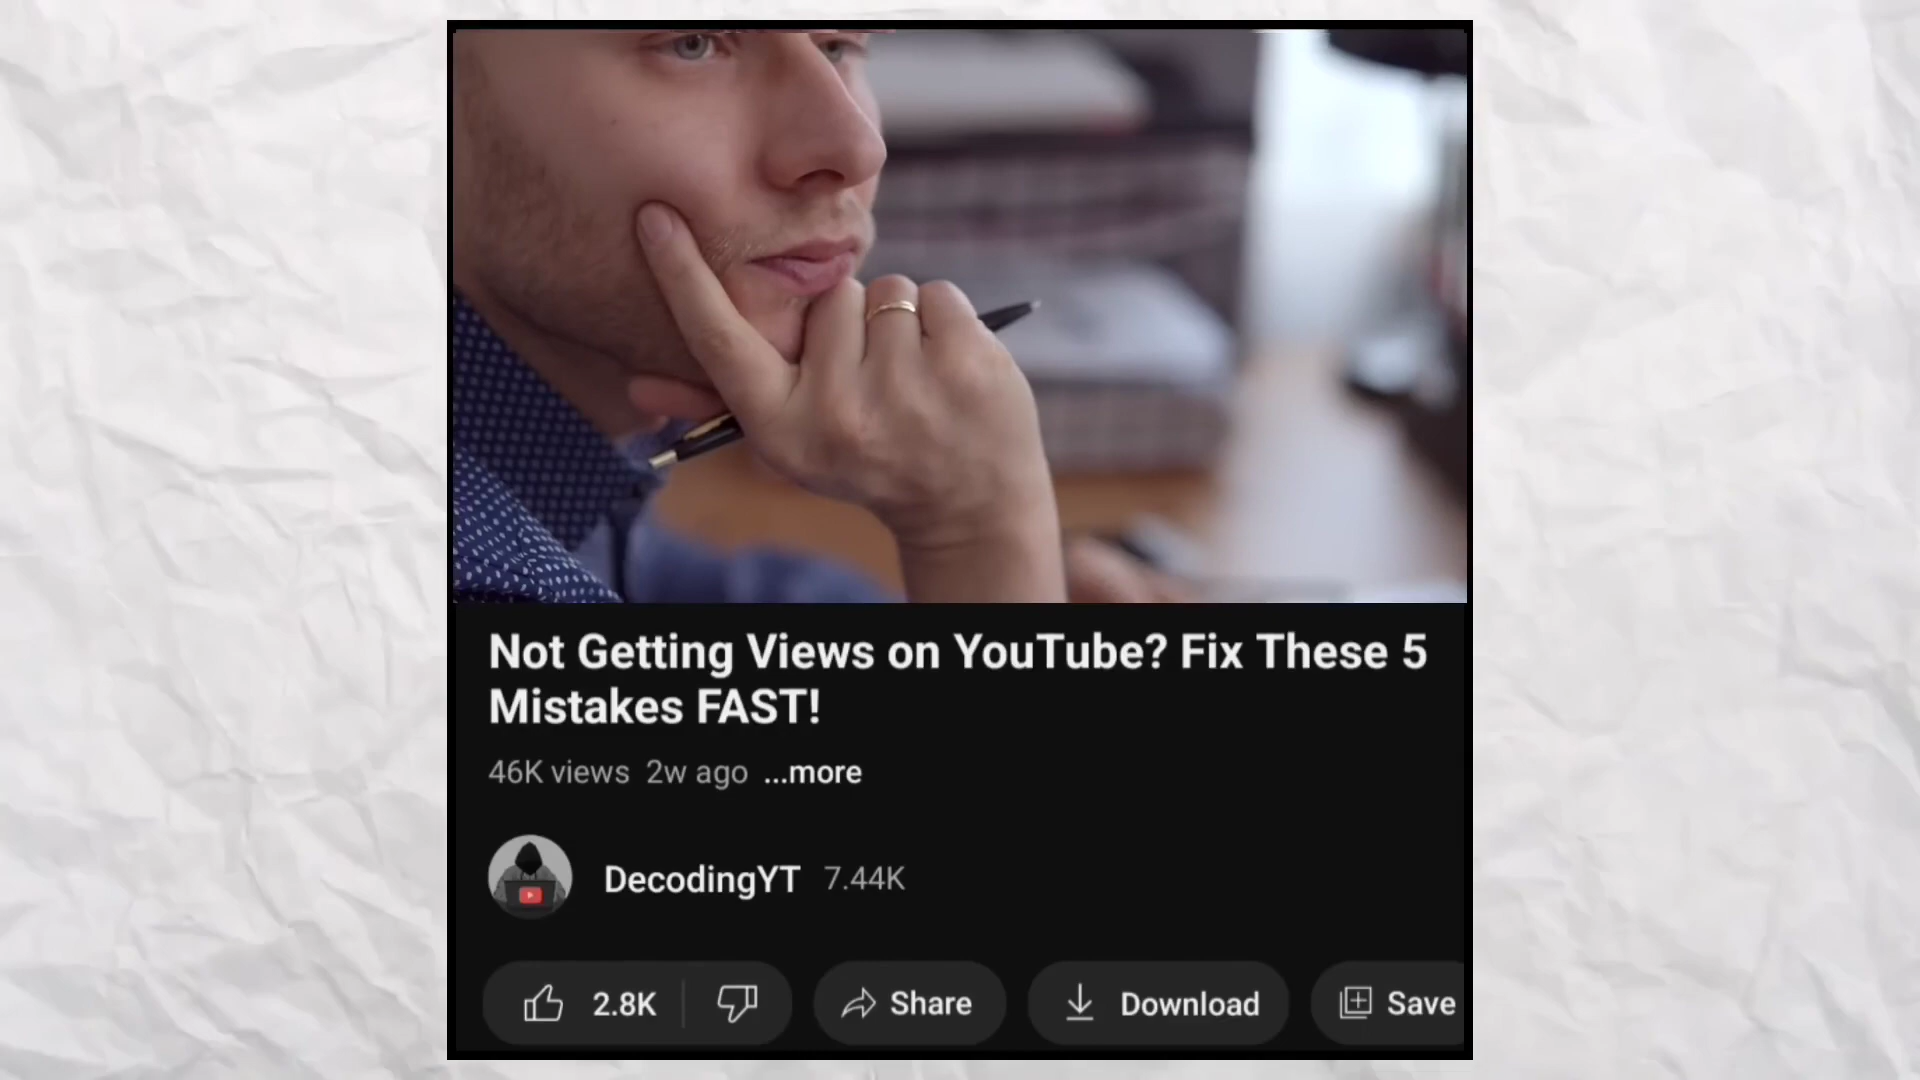 Not Getting Views on YouTube? Fix These 5
Mistakes FAST!
46K views 2w ago ...more
DecodingYT 7.44K
2.8K Share Download Save